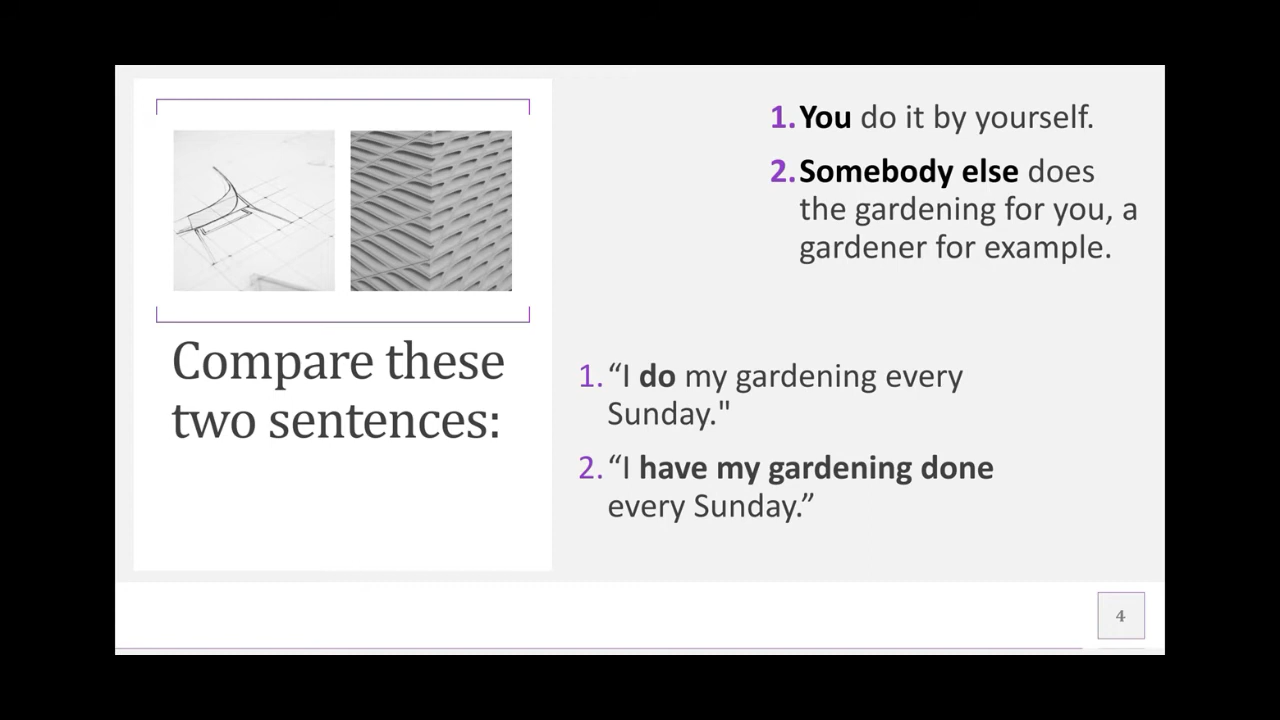 Compare these
two sentences:
1. You do it by yourself.
2. Somebody else does
the gardening for you, a
gardener for example.
1. “I do my gardening every
Sunday."
2. “I have my gardening done
every Sunday.”
4